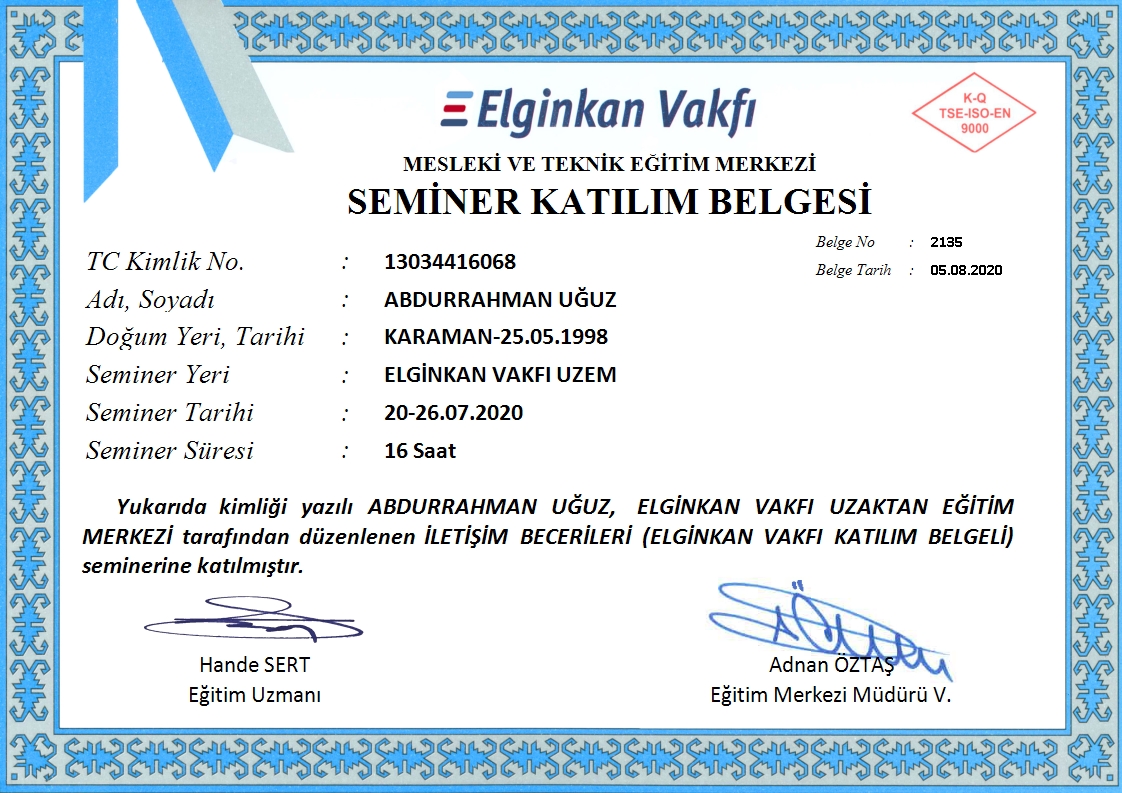 Elginkan Vakfı
K-Q
TSE-ISO-EN
9000
MESLEKİ VE TEKNİK EĞİTİM MERKEZİ
SEMİNER KATILIM BELGESİ
Belge No : 2135
Belge Tarih : 05.08.2020
TC Kimlik No. : 13034416068
Adı, Soyadı : ABDURRAHMAN UĞUZ
Doğum Yeri, Tarihi : KARAMAN-25.05.1998
Seminer Yeri : ELGİNKAN VAKFI UZEM
Seminer Tarihi : 20-26.07.2020
Seminer Süresi : 16 Saat
Yukarıda kimliği yazılı ABDURRAHMAN UĞUZ, ELGİNKAN VAKFI UZAKTAN EĞİTİM
MERKEZİ tarafından düzenlenen İLETİŞİM BECERİLERİ (ELGİNKAN VAKFI KATILIM BELGELİ)
seminerine katılmıştır.
Hande SERT
Eğitim Uzmanı
Adnan ÖZTAŞ
Eğitim Merkezi Müdürü V.